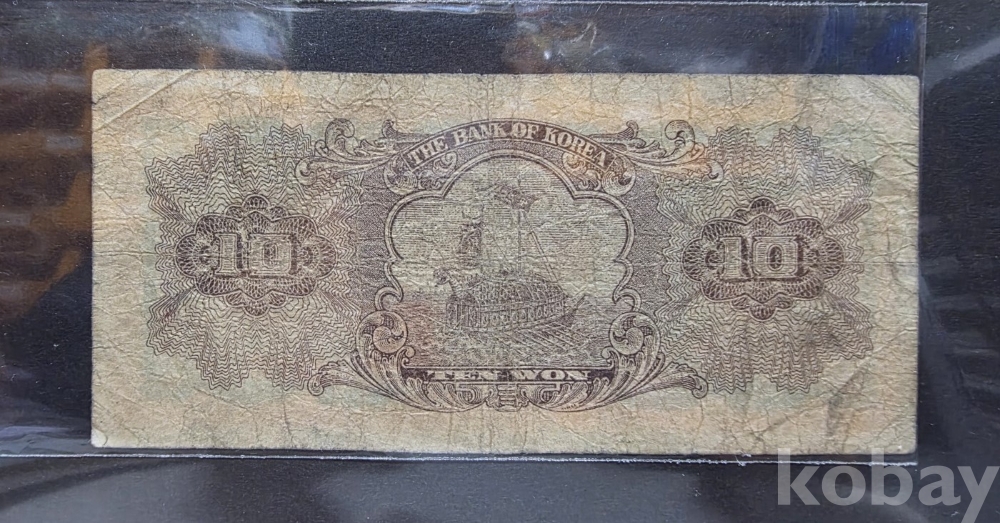 THE BANK OF KOREA
10
10
TEN WON
kobay